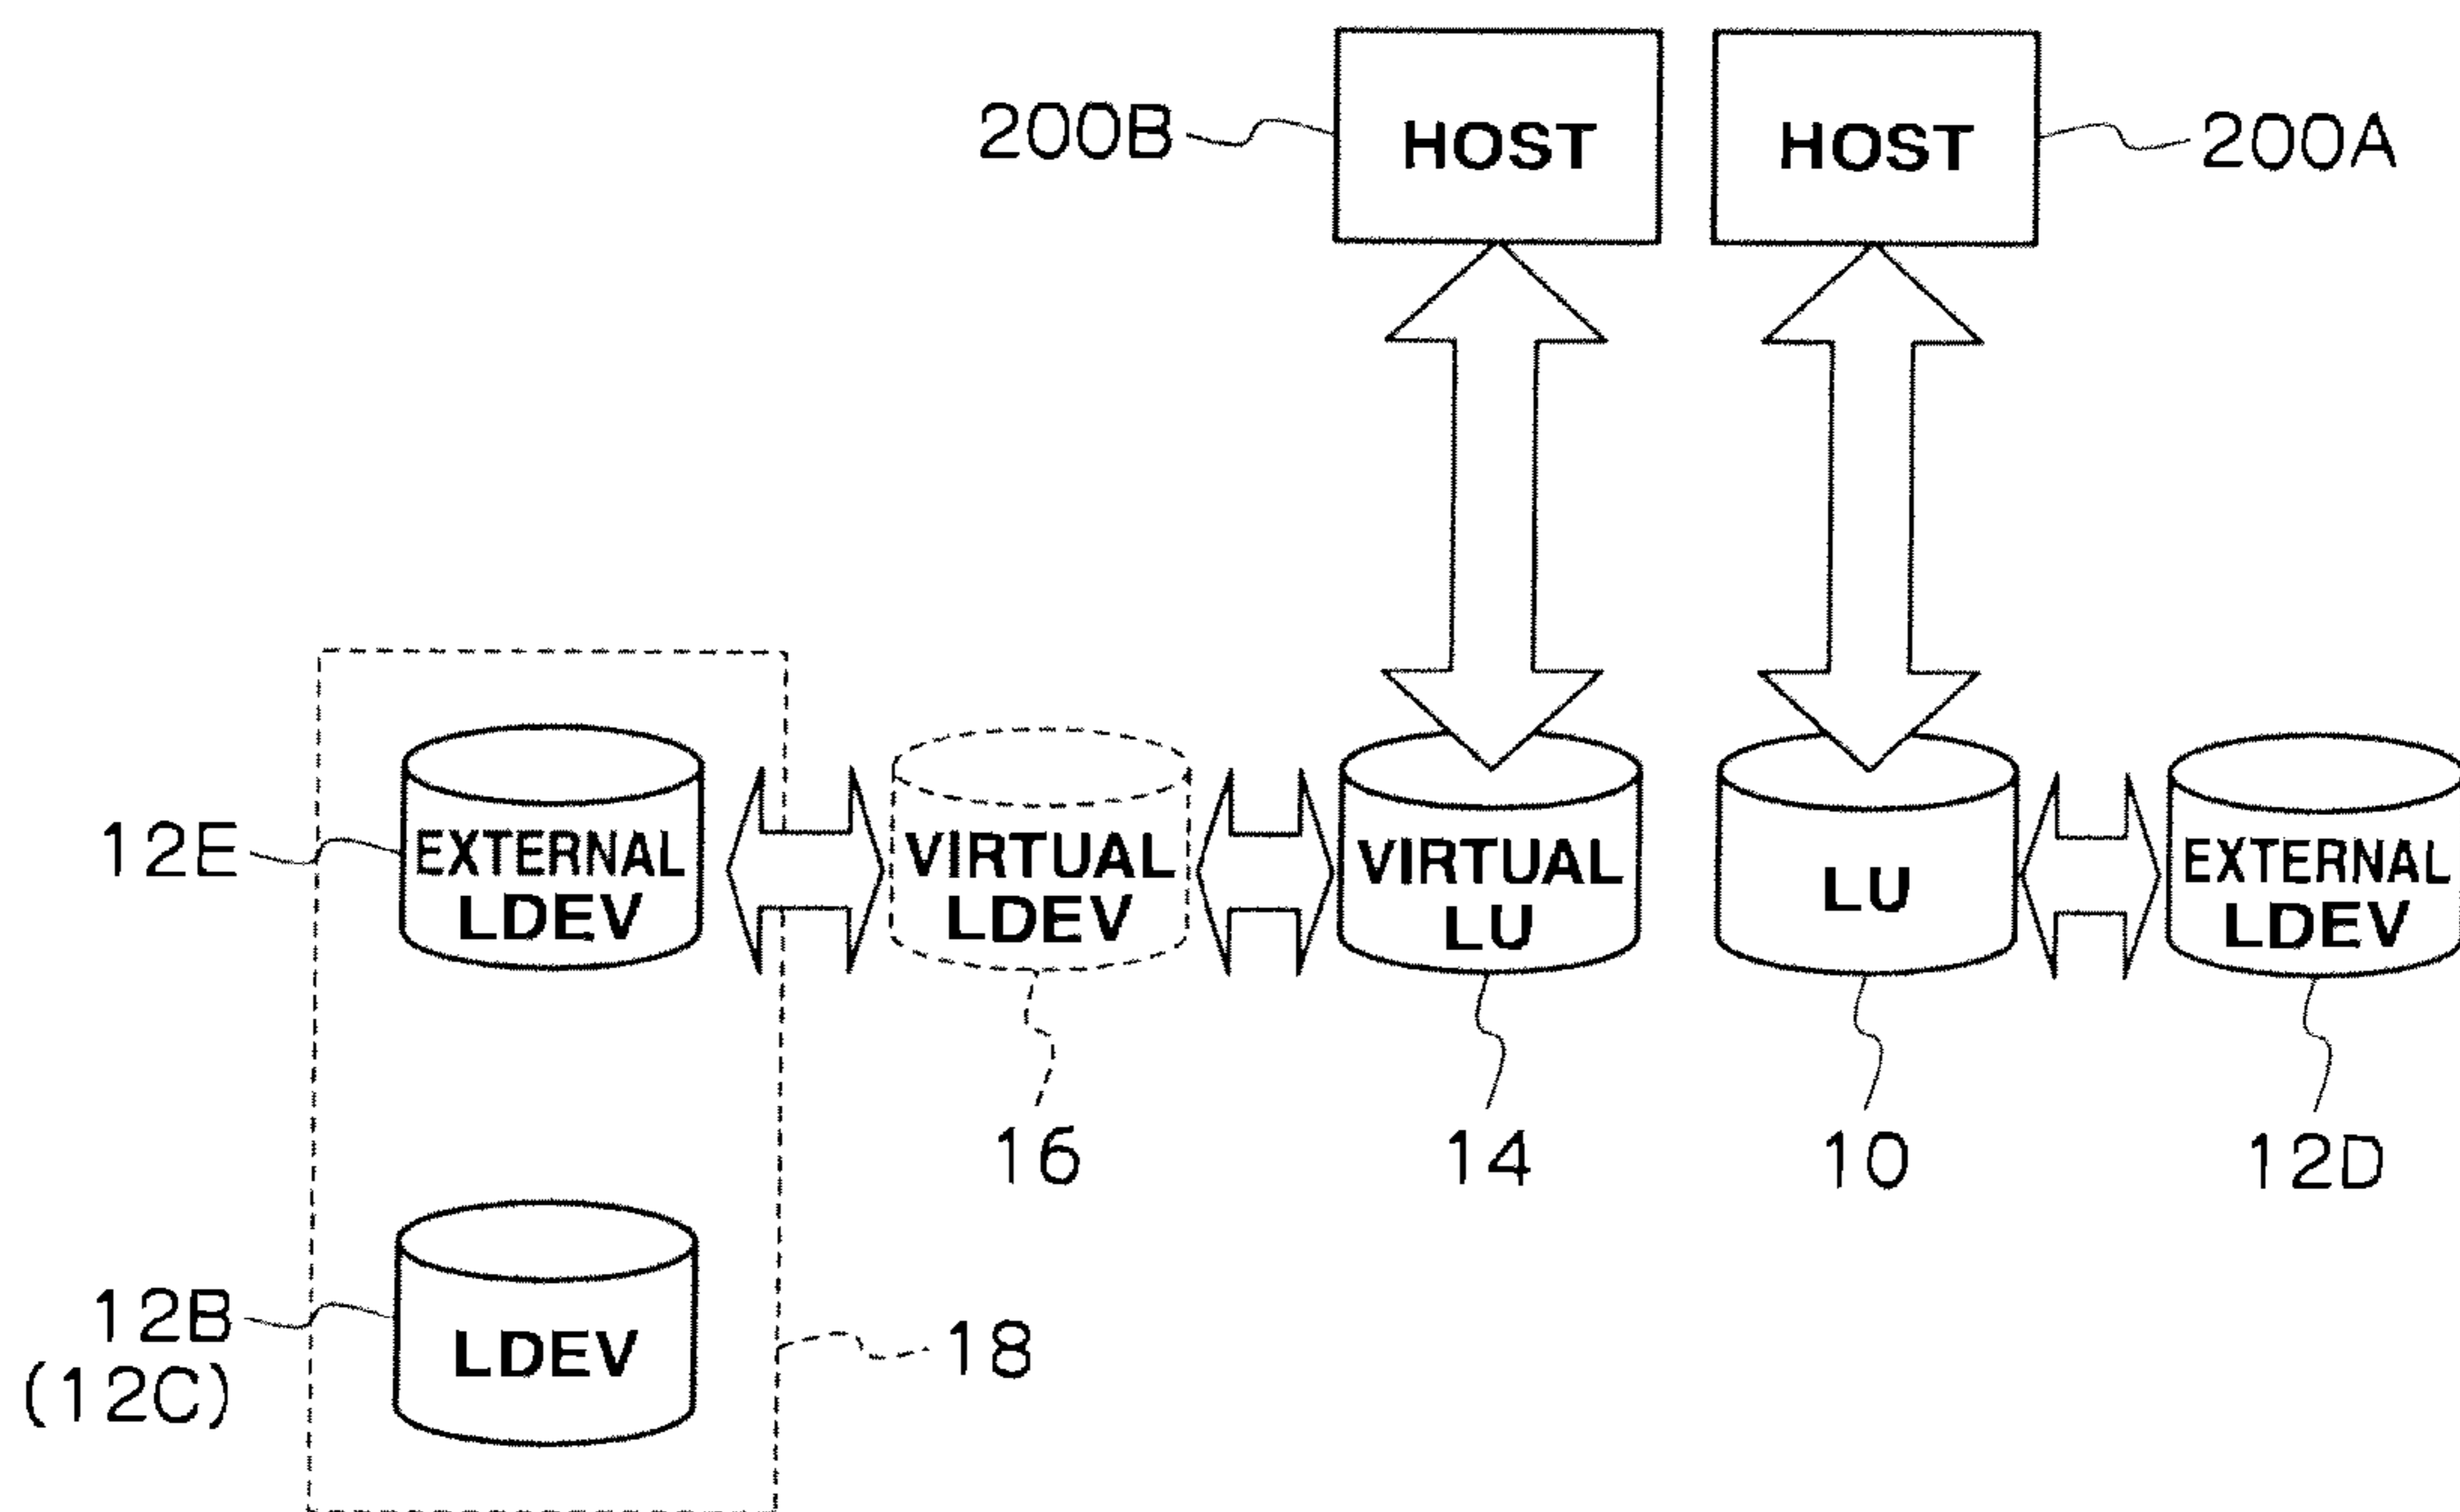 200B
HOST
HOST
200A
12E
EXTERNAL
LDEV
VIRTUAL
LDEV
VIRTUAL
LU
LU
EXTERNAL
LDEV
16
14
10
12D
12B
(12C)
LDEV
18